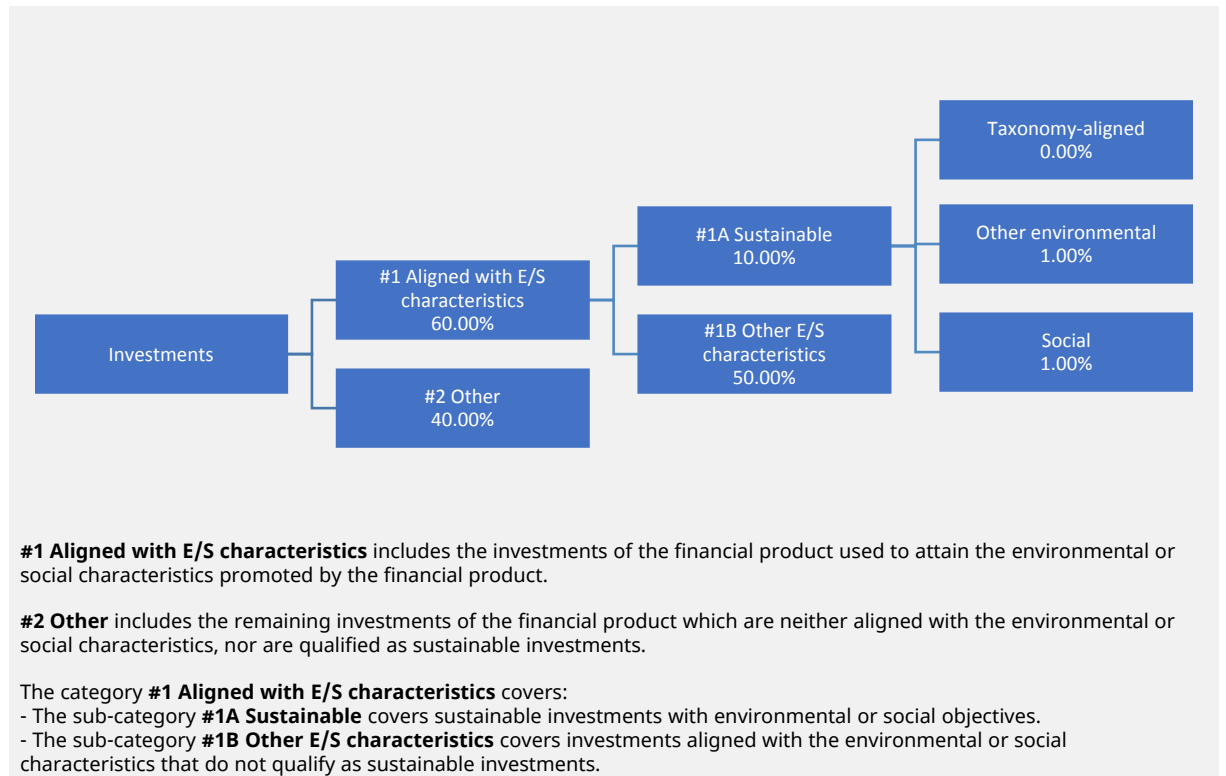 Investments
#1 Aligned with E/S
characteristics
60.00%
#2 Other
40.00%
#1A Sustainable
10.00%
#1B Other E/S
characteristics
50.00%
Taxonomy-aligned
0.00%
Other environmental
1.00%
Social
1.00%
#1 Aligned with E/S characteristics includes the investments of the financial product used to attain the environmental or
social characteristics promoted by the financial product.
#2 Other includes the remaining investments of the financial product which are neither aligned with the environmental or
social characteristics, nor are qualified as sustainable investments.
The category #1 Aligned with E/S characteristics covers:
- The sub-category #1A Sustainable covers sustainable investments with environmental or social objectives.
- The sub-category #1B Other E/S characteristics covers investments aligned with the environmental or social
characteristics that do not qualify as sustainable investments.